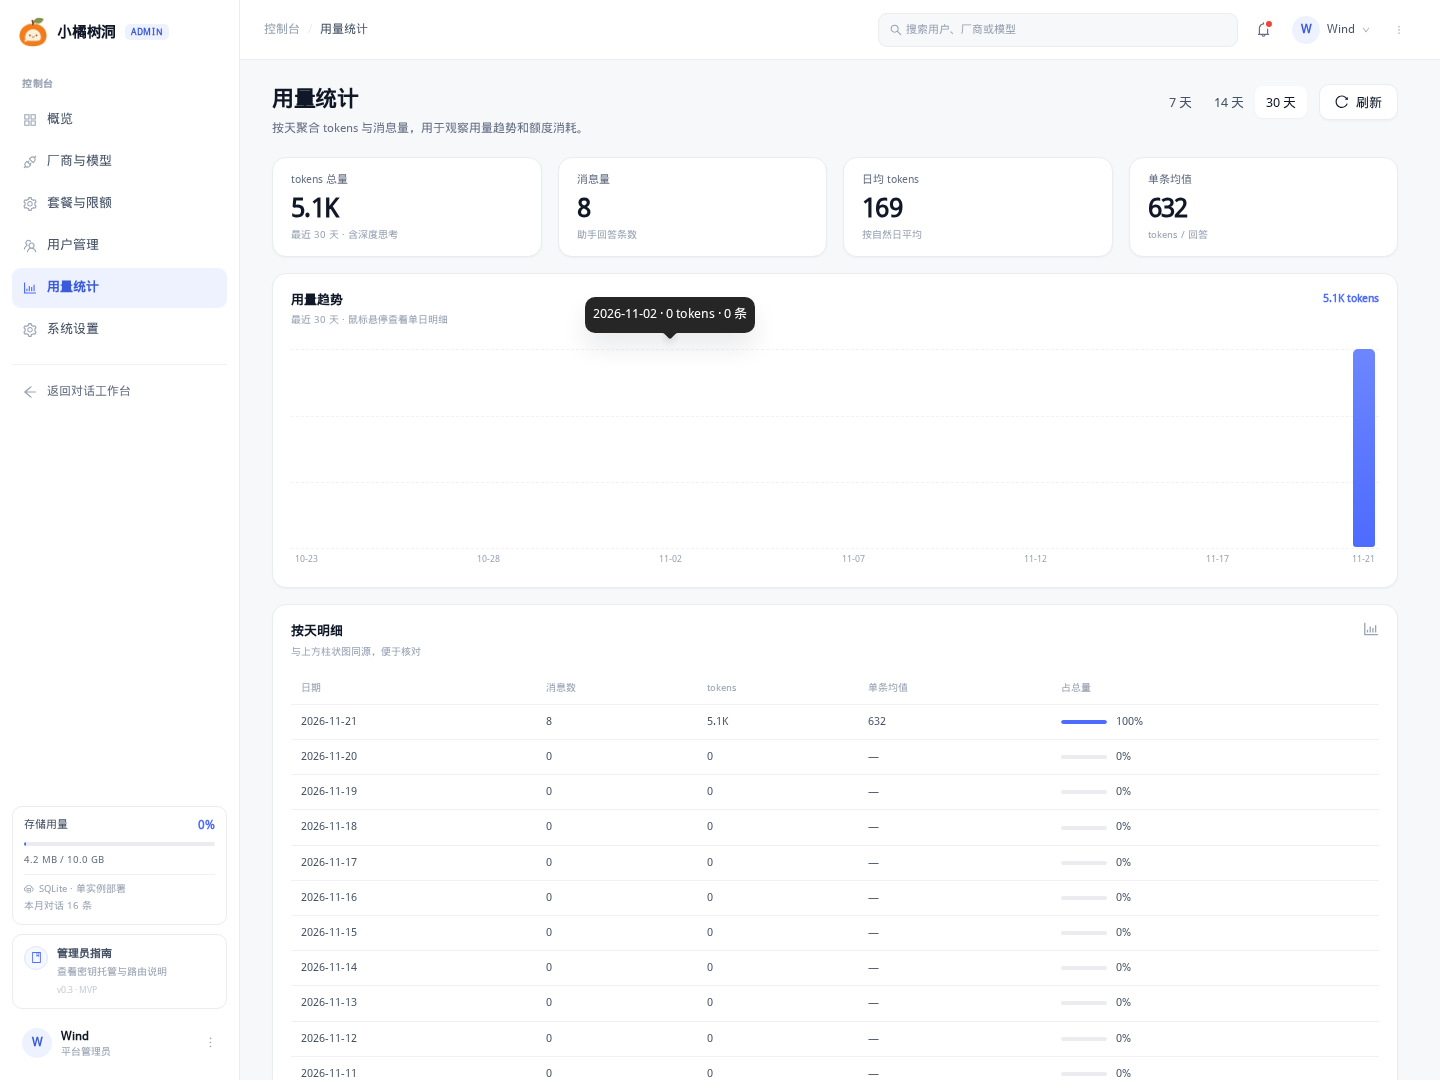 小橘树洞 ADMIN
控制台
概览
厂商与模型
套餐与限额
用户管理
用量统计
系统设置
返回对话工作台
存储用量 0%
4.2 MB / 10.0 GB
SQLite · 单实例部署
本月对话 16 条
管理员指南
查看密钥托管与路由说明
v0.3 · MVP
W Wind
平台管理员
控制台 / 用量统计
搜索用户、厂商或模型
W Wind
用量统计
按天聚合 tokens 与消息量，用于观察用量趋势和额度消耗。
7 天 14 天 30 天 刷新
tokens 总量
5.1K
最近 30 天 · 含深度思考
消息量
8
助手回答条数
日均 tokens
169
按自然日平均
单条均值
632
tokens / 回答
用量趋势
最近 30 天 · 鼠标悬停查看单日明细
5.1K tokens
2026-11-02 · 0 tokens · 0 条
10-23 10-28 11-02 11-07 11-12 11-17 11-21
按天明细
与上方柱状图同源，便于核对
日期 消息数 tokens 单条均值 占总量
2026-11-21 8 5.1K 632 100%
2026-11-20 0 0 — 0%
2026-11-19 0 0 — 0%
2026-11-18 0 0 — 0%
2026-11-17 0 0 — 0%
2026-11-16 0 0 — 0%
2026-11-15 0 0 — 0%
2026-11-14 0 0 — 0%
2026-11-13 0 0 — 0%
2026-11-12 0 0 — 0%
2026-11-11 0 0 — 0%